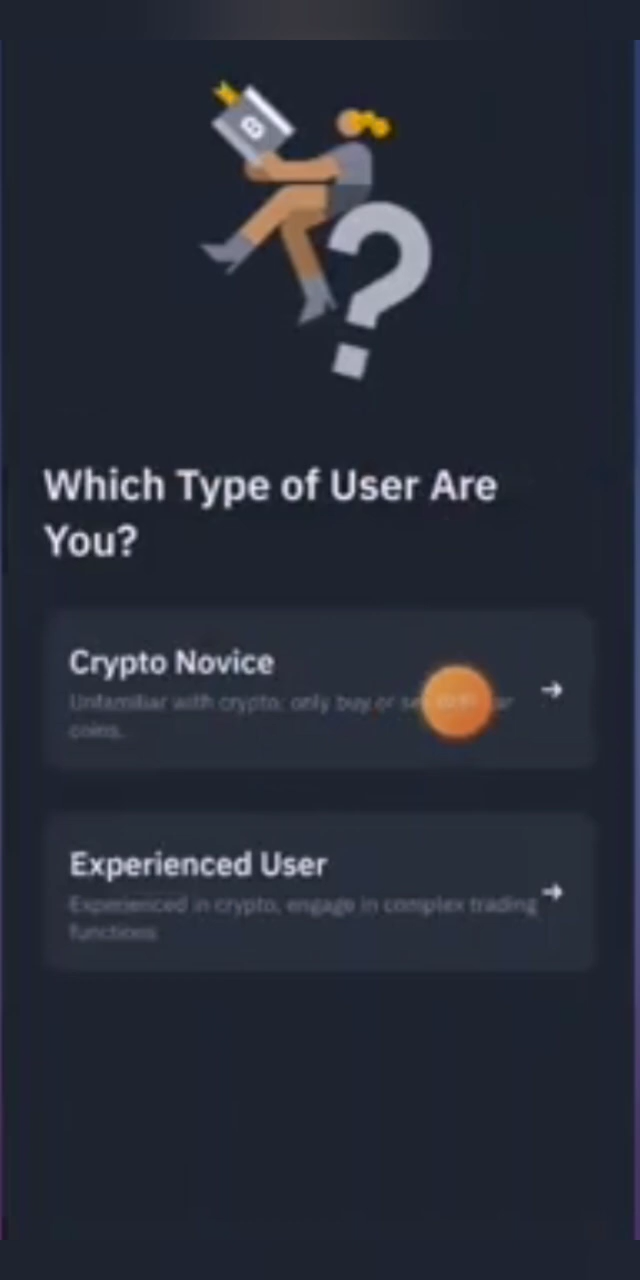 Which Type of User Are
You?
Crypto Novice
Unfamiliar with crypto; only buy or
coins.
Experienced User
Experienced in crypto, engage in complex trading
functions